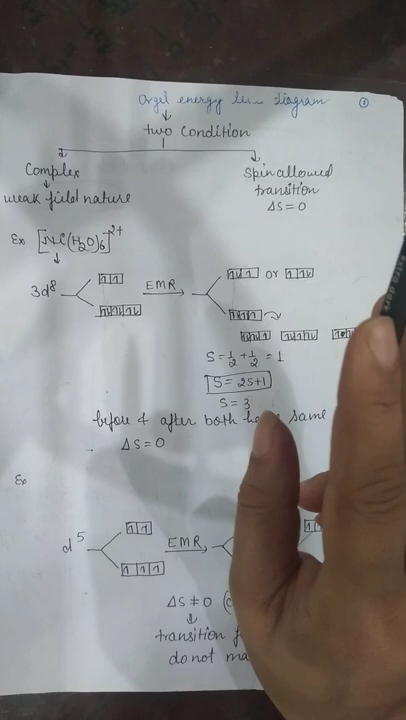 Orgel energy level diagram
①
two Condition
Complex
weak field nature
Spin allowed
transition
ΔS = 0
Ex [Ni(H₂O)₆]²⁺
3d⁸
EMR
or
S = 1/2 + 1/2 = 1
S = 2S+1
S = 3
before & after both same
ΔS = 0
Ex
d⁵
EMR
ΔS ≠ 0
transition
do not